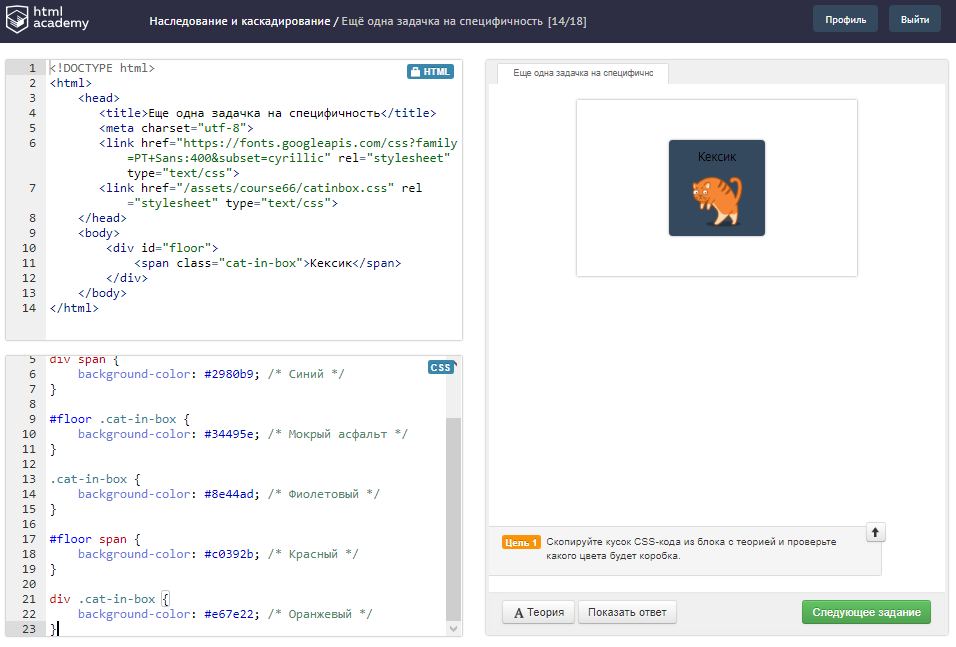 html
academy
Наследование и каскадирование / Ещё одна задачка на специфичность [14/18]
Профиль
Выйти
HTML
1 <!DOCTYPE html>
2 <html>
3 <head>
4 <title>Еще одна задачка на специфичность</title>
5 <meta charset="utf-8">
6 <link href="https://fonts.googleapis.com/css?family
=PT+Sans:400&subset=cyrillic" rel="stylesheet"
type="text/css">
7 <link href="/assets/course66/catinbox.css" rel
="stylesheet" type="text/css">
8 </head>
9 <body>
10 <div id="floor">
11 <span class="cat-in-box">Кексик</span>
12 </div>
13 </body>
14 </html>
CSS
5 div span {
6 background-color: #2980b9; /* Синий */
7 }
8
9 #floor .cat-in-box {
10 background-color: #34495e; /* Мокрый асфальт */
11 }
12
13 .cat-in-box {
14 background-color: #8e44ad; /* Фиолетовый */
15 }
16
17 #floor span {
18 background-color: #c0392b; /* Красный */
19 }
20
21 div .cat-in-box {
22 background-color: #e67e22; /* Оранжевый */
23 }
Еще одна задачка на специфичнс
Кексик
Цель 1 Скопируйте кусок CSS-кода из блока с теорией и проверьте
какого цвета будет коробка.
A Теория
Показать ответ
Следующее задание